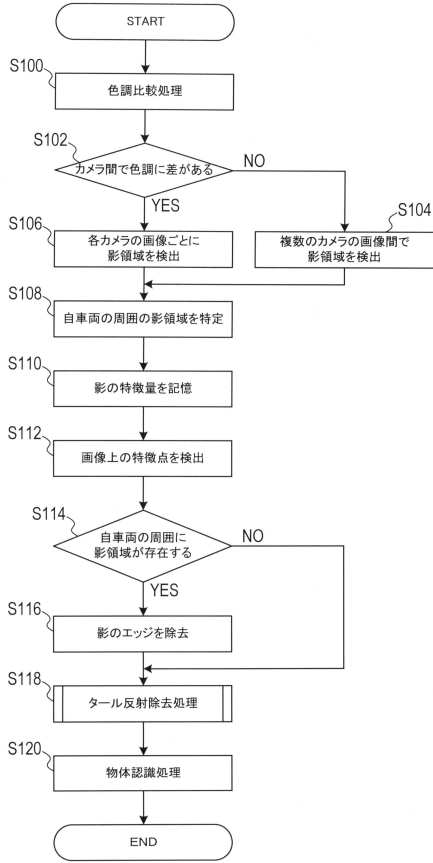 START
S100
色調比較処理
S102
カメラ間で色調に差がある
NO
YES
S104
複数のカメラの画像間で
影領域を検出
S106
各カメラの画像ごとに
影領域を検出
S108
自車両の周囲の影領域を特定
S110
影の特徴量を記憶
S112
画像上の特徴点を検出
S114
自車両の周囲に
影領域が存在する
NO
YES
S116
影のエッジを除去
S118
タール反射除去処理
S120
物体認識処理
END